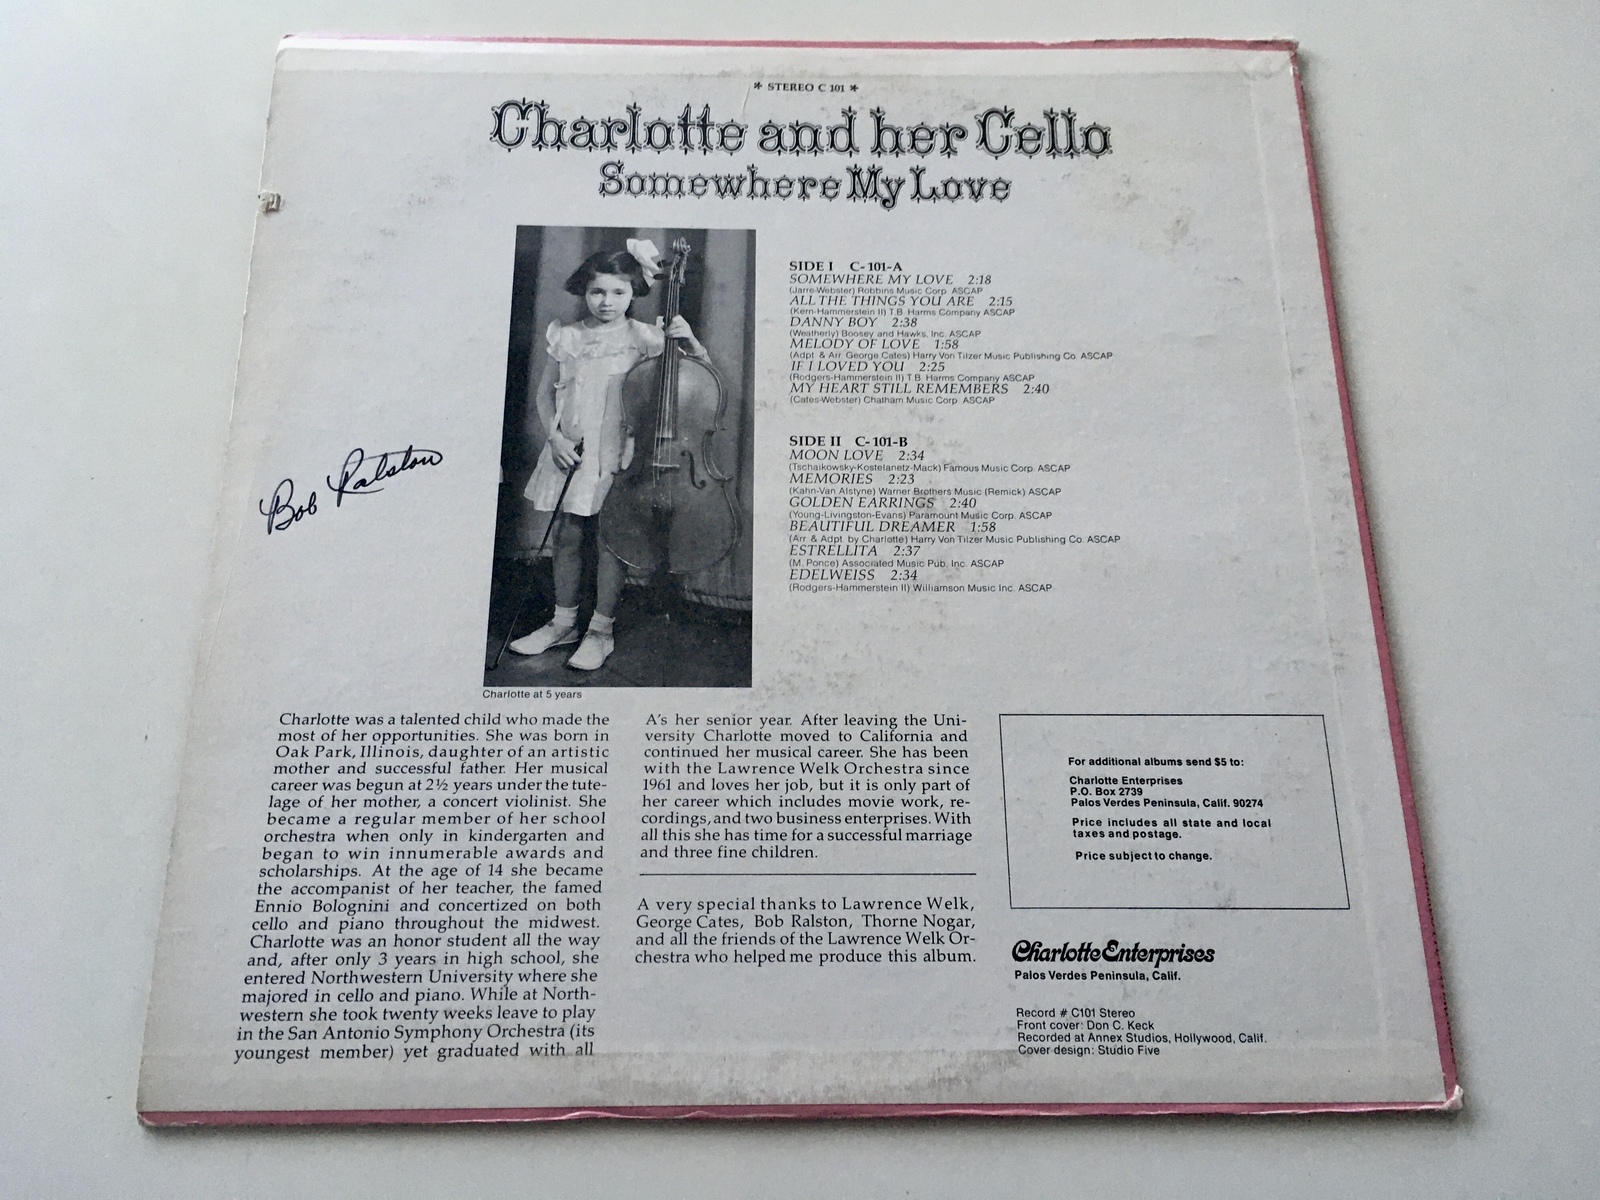 * STEREO C 101 *
Charlotte and her Cello
Somewhere My Love
SIDE I C-101-A
SOMEWHERE MY LOVE 2:18
(Jarre-Webster) Robbins Music Corp. ASCAP
ALL THE THINGS YOU ARE 2:15
(Kern-Hammerstein II) T.B. Harms Company ASCAP
DANNY BOY 2:38
(Weatherly) Boosey and Hawks, Inc. ASCAP
MELODY OF LOVE 1:58
(Adpt. & Arr. George Cates) Harry Von Tilzer Music Publishing Co. ASCAP
IF I LOVED YOU 2:25
(Rodgers-Hammerstein II) T.B. Harms Company ASCAP
MY HEART STILL REMEMBERS 2:40
(Cates-Webster) Chatham Music Corp. ASCAP
SIDE II C-101-B
MOON LOVE 2:34
(Tschaikowsky-Kostelanetz-Mack) Famous Music Corp. ASCAP
MEMORIES 2:23
(Kahn-Van Alstyne) Warner Brothers Music (Remick) ASCAP
GOLDEN EARRINGS 2:40
(Young-Livingston-Evans) Paramount Music Corp. ASCAP
BEAUTIFUL DREAMER 1:58
(Arr. & Adpt. by Charlotte) Harry Von Tilzer Music Publishing Co. ASCAP
ESTRELLITA 2:37
(M. Ponce) Associated Music Pub. Inc. ASCAP
EDELWEISS 2:34
(Rodgers-Hammerstein II) Williamson Music Inc. ASCAP
Bob Ralston
Charlotte at 5 years
Charlotte was a talented child who made the
most of her opportunities. She was born in
Oak Park, Illinois, daughter of an artistic
mother and successful father. Her musical
career was begun at 2½ years under the tute-
lage of her mother, a concert violinist. She
became a regular member of her school
orchestra when only in kindergarten and
began to win innumerable awards and
scholarships. At the age of 14 she became
the accompanist of her teacher, the famed
Ennio Bolognini and concertized on both
cello and piano throughout the midwest.
Charlotte was an honor student all the way
and, after only 3 years in high school, she
entered Northwestern University where she
majored in cello and piano. While at North-
western she took twenty weeks leave to play
in the San Antonio Symphony Orchestra (its
youngest member) yet graduated with all
A's her senior year. After leaving the Uni-
versity Charlotte moved to California and
continued her musical career. She has been
with the Lawrence Welk Orchestra since
1961 and loves her job, but it is only part of
her career which includes movie work, re-
cordings, and two business enterprises. With
all this she has time for a successful marriage
and three fine children.
A very special thanks to Lawrence Welk,
George Cates, Bob Ralston, Thorne Nogar,
and all the friends of the Lawrence Welk Or-
chestra who helped me produce this album.
For additional albums send $5 to:
Charlotte Enterprises
P.O. Box 2739
Palos Verdes Peninsula, Calif. 90274
Price includes all state and local
taxes and postage.
Price subject to change.
Charlotte Enterprises
Palos Verdes Peninsula, Calif.
Record # C101 Stereo
Front cover: Don C. Keck
Recorded at Annex Studios, Hollywood, Calif.
Cover design: Studio Five